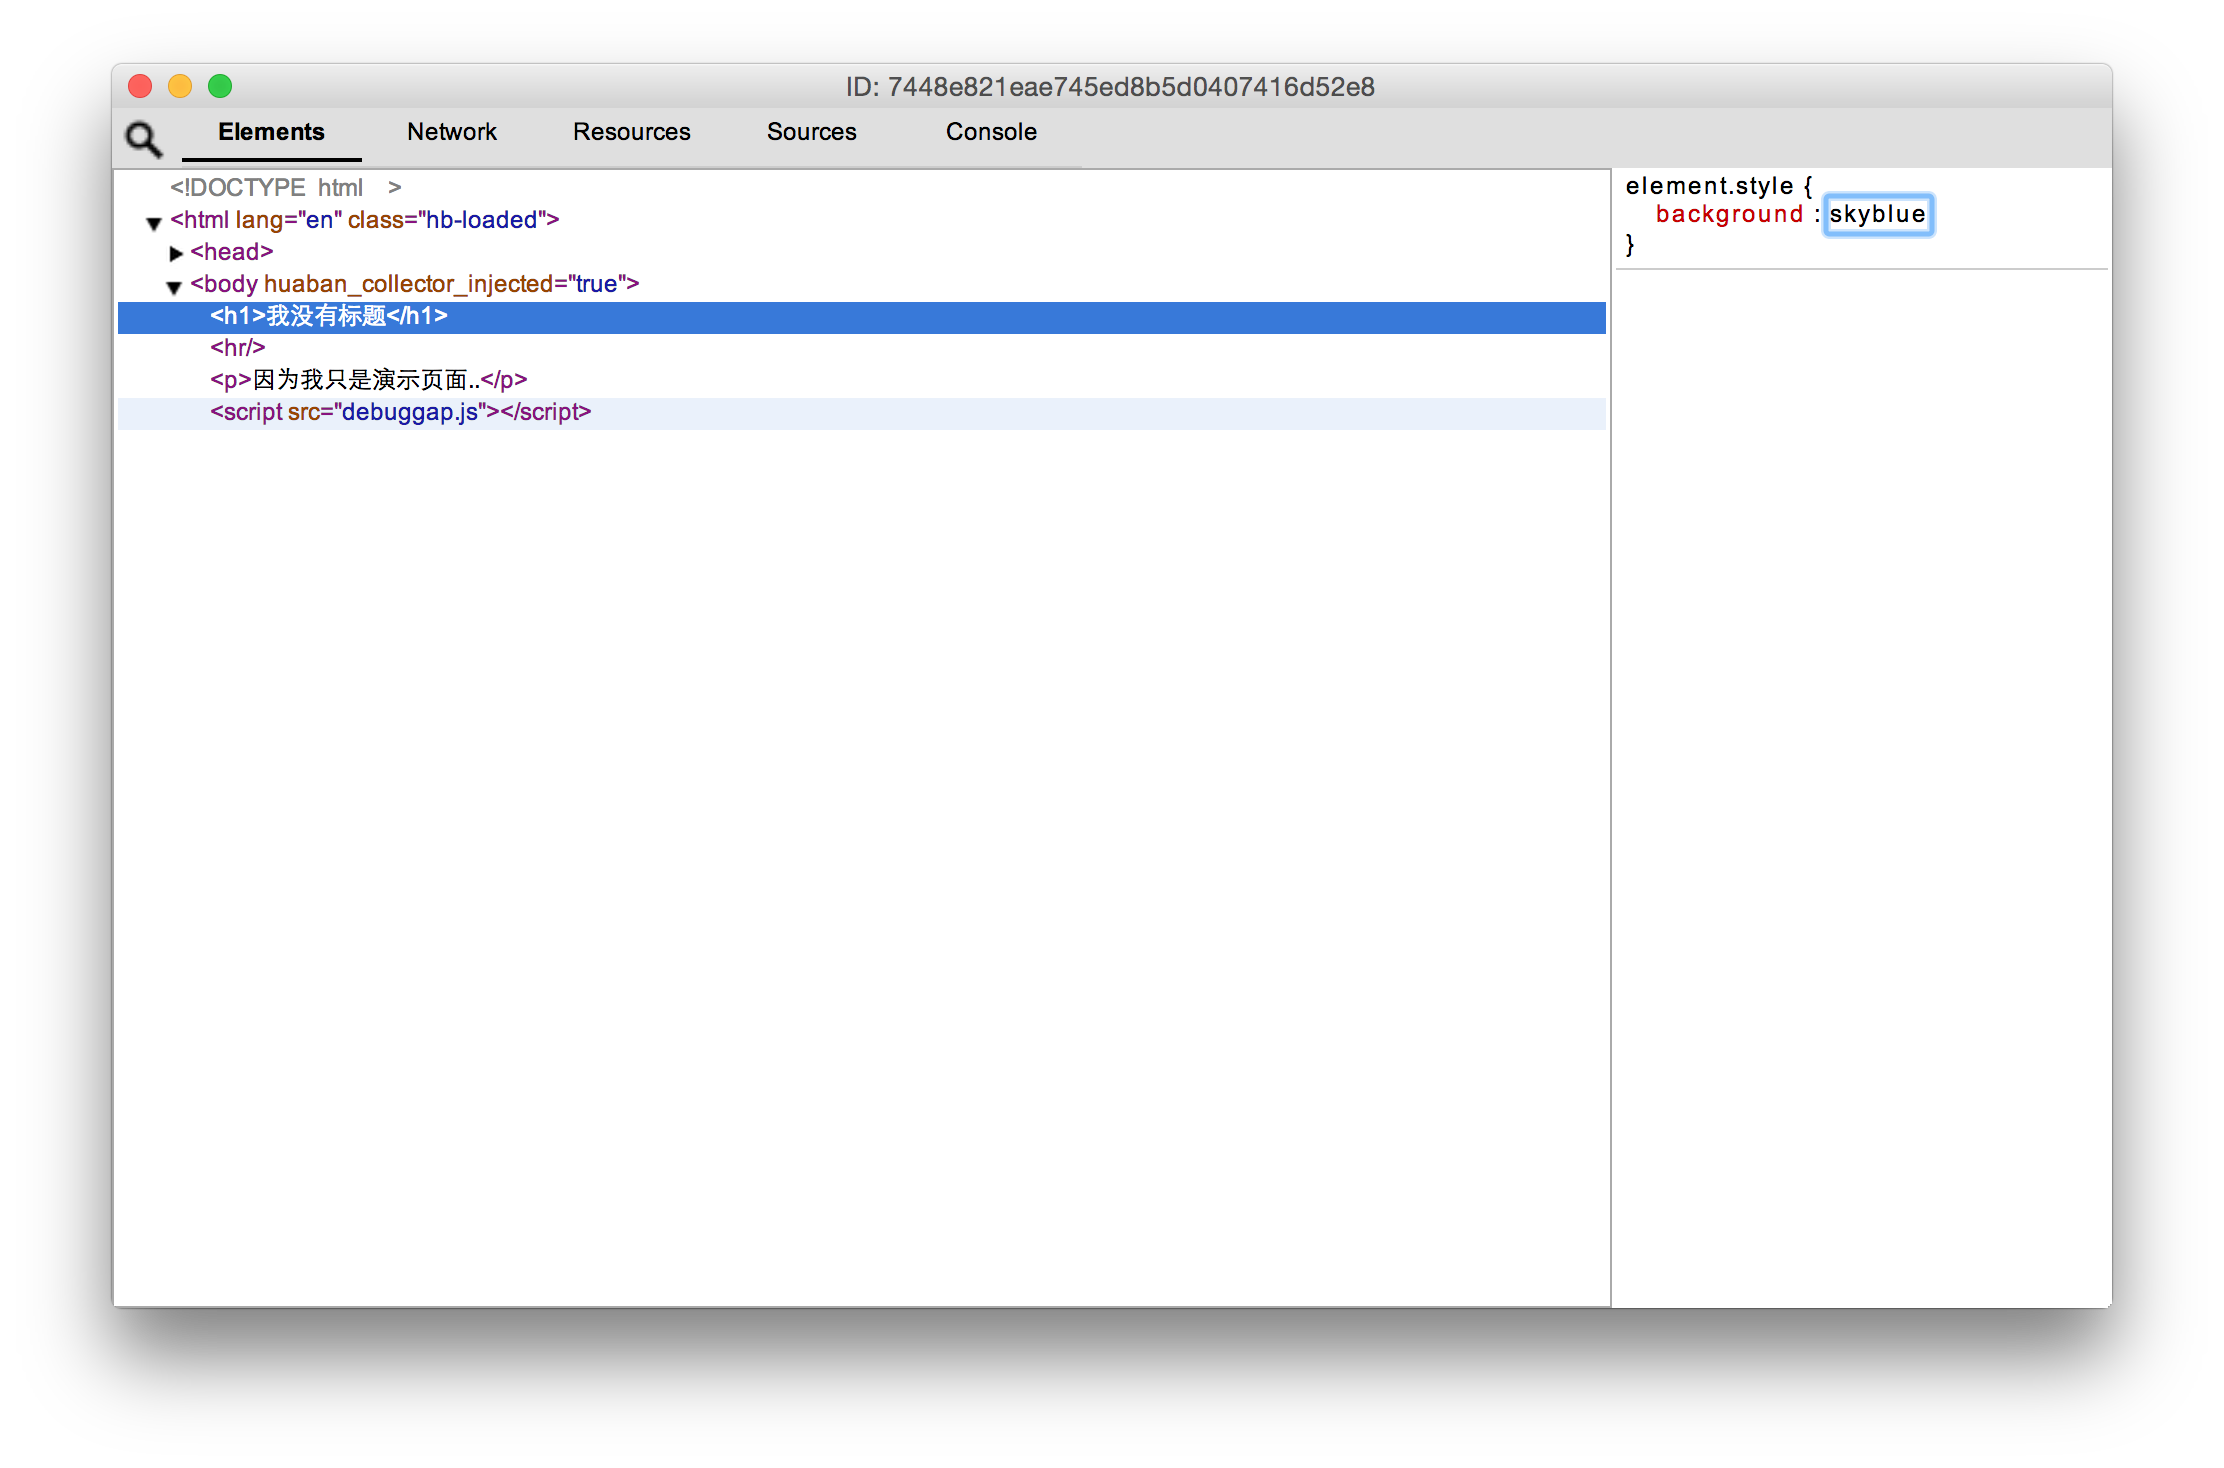 ID: 7448e821eae745ed8b5d0407416d52e8
Elements Network Resources Sources Console
<!DOCTYPE html >
<html lang="en" class="hb-loaded">
<head>
<body huaban_collector_injected="true">
<h1>我没有标题</h1>
<hr/>
<p>因为我只是演示页面..</p>
<script src="debuggap.js"></script>
element.style {
background : skyblue
}